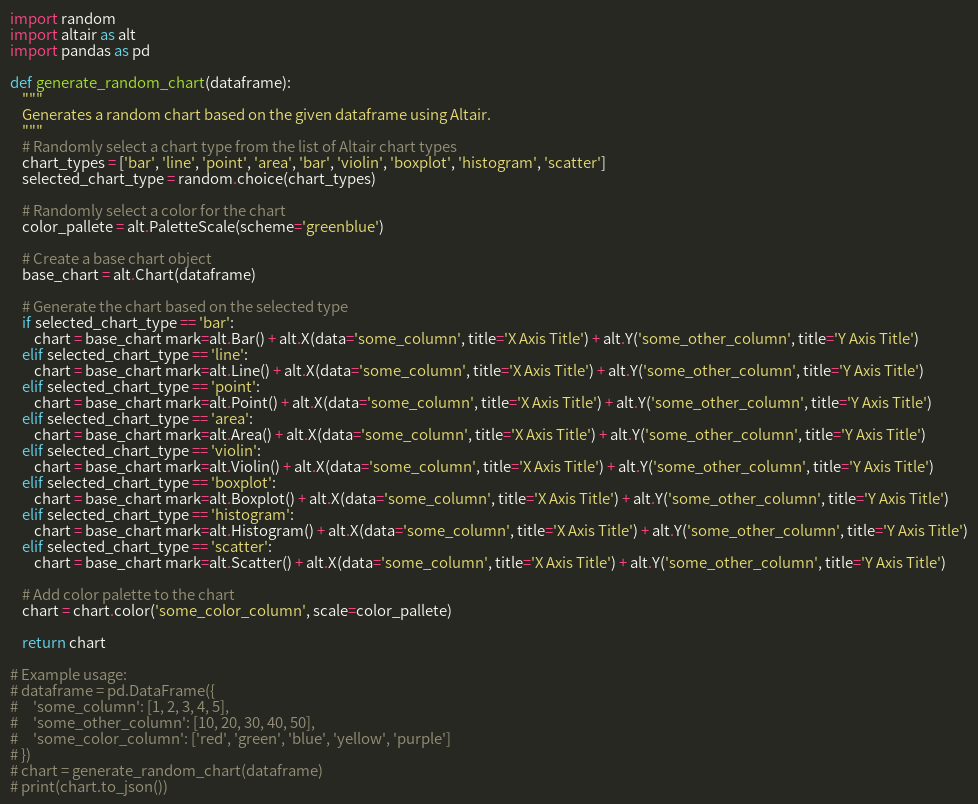 import random
import altair as alt
import pandas as pd

def generate_random_chart(dataframe):
    """
    Generates a random chart based on the given dataframe using Altair.
    """
    # Randomly select a chart type from the list of Altair chart types
    chart_types = ['bar', 'line', 'point', 'area', 'bar', 'violin', 'boxplot', 'histogram', 'scatter']
    selected_chart_type = random.choice(chart_types)

    # Randomly select a color for the chart
    color_pallete = alt.PaletteScale(scheme='greenblue')

    # Create a base chart object
    base_chart = alt.Chart(dataframe)

    # Generate the chart based on the selected type
    if selected_chart_type == 'bar':
        chart = base_chart mark=alt.Bar() + alt.X(data='some_column', title='X Axis Title') + alt.Y('some_other_column', title='Y Axis Title')
    elif selected_chart_type == 'line':
        chart = base_chart mark=alt.Line() + alt.X(data='some_column', title='X Axis Title') + alt.Y('some_other_column', title='Y Axis Title')
    elif selected_chart_type == 'point':
        chart = base_chart mark=alt.Point() + alt.X(data='some_column', title='X Axis Title') + alt.Y('some_other_column', title='Y Axis Title')
    elif selected_chart_type == 'area':
        chart = base_chart mark=alt.Area() + alt.X(data='some_column', title='X Axis Title') + alt.Y('some_other_column', title='Y Axis Title')
    elif selected_chart_type == 'violin':
        chart = base_chart mark=alt.Violin() + alt.X(data='some_column', title='X Axis Title') + alt.Y('some_other_column', title='Y Axis Title')
    elif selected_chart_type == 'boxplot':
        chart = base_chart mark=alt.Boxplot() + alt.X(data='some_column', title='X Axis Title') + alt.Y('some_other_column', title='Y Axis Title')
    elif selected_chart_type == 'histogram':
        chart = base_chart mark=alt.Histogram() + alt.X(data='some_column', title='X Axis Title') + alt.Y('some_other_column', title='Y Axis Title')
    elif selected_chart_type == 'scatter':
        chart = base_chart mark=alt.Scatter() + alt.X(data='some_column', title='X Axis Title') + alt.Y('some_other_column', title='Y Axis Title')

    # Add color palette to the chart
    chart = chart.color('some_color_column', scale=color_pallete)

    return chart

# Example usage:
# dataframe = pd.DataFrame({
#     'some_column': [1, 2, 3, 4, 5],
#     'some_other_column': [10, 20, 30, 40, 50],
#     'some_color_column': ['red', 'green', 'blue', 'yellow', 'purple']
# })
# chart = generate_random_chart(dataframe)
# print(chart.to_json())